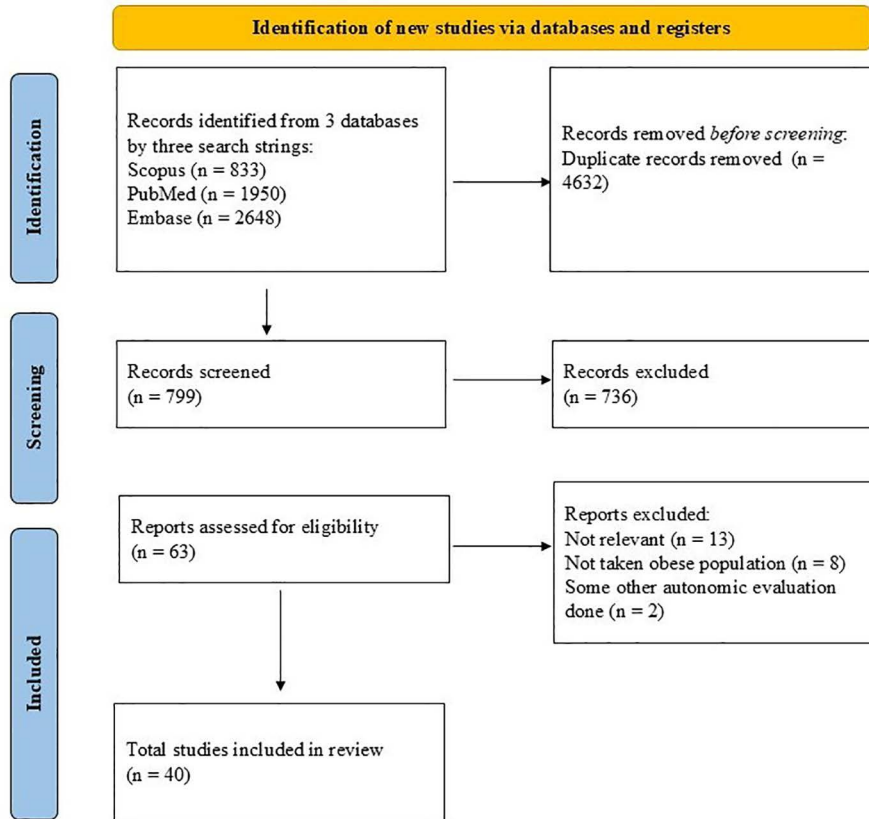 Identification of new studies via databases and registers
Identification
Records identified from 3 databases
by three search strings:
Scopus (n = 833)
PubMed (n = 1950)
Embase (n = 2648)
Records removed before screening:
Duplicate records removed (n =
4632)
Screening
Records screened
(n = 799)
Records excluded
(n = 736)
Reports assessed for eligibility
(n = 63)
Reports excluded:
Not relevant (n = 13)
Not taken obese population (n = 8)
Some other autonomic evaluation
done (n = 2)
Included
Total studies included in review
(n = 40)